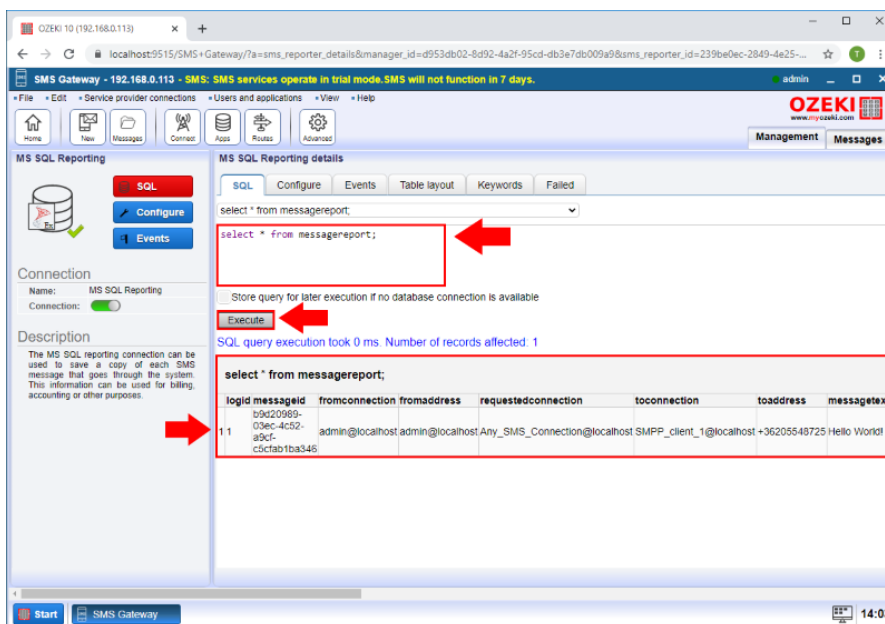 OZEKI 10 (192.168.0.113)
localhost:9515/SMS+Gateway/?a=sms_reporter_details&manager_id=d953db02-8d92-4a2f-95cd-db3e7db009a9&sms_reporter_id=239be0ec-2849-4e25-...
T
SMS Gateway - 192.168.0.113 - SMS: SMS services operate in trial mode.SMS will not function in 7 days.
admin
File Edit Service provider connections Users and applications View Help
OZEKI
www.myozeki.com
Home New Messages Connect Apps Routes Advanced
Management Messages
MS SQL Reporting
MS SQL Reporting details
SQL
Configure
Events
SQL Configure Events Table layout Keywords Failed
select * from messagereport;
select * from messagereport;
Connection
Name: MS SQL Reporting
Connection:
Store query for later execution if no database connection is available
Execute
Description
SQL query execution took 0 ms. Number of records affected: 1
The MS SQL reporting connection can be
used to save a copy of each SMS
message that goes through the system.
This information can be used for billing,
accounting or other purposes.
select * from messagereport;
logid messageid fromconnection fromaddress requestedconnection toconnection toaddress messagetex
b9d20989-
03ec-4c52-
1 1 a9cf- admin@localhost admin@localhost Any_SMS_Connection@localhost SMPP_client_1@localhost +36205548725 Hello World!
c5cfab1ba346
Start SMS Gateway 14:0